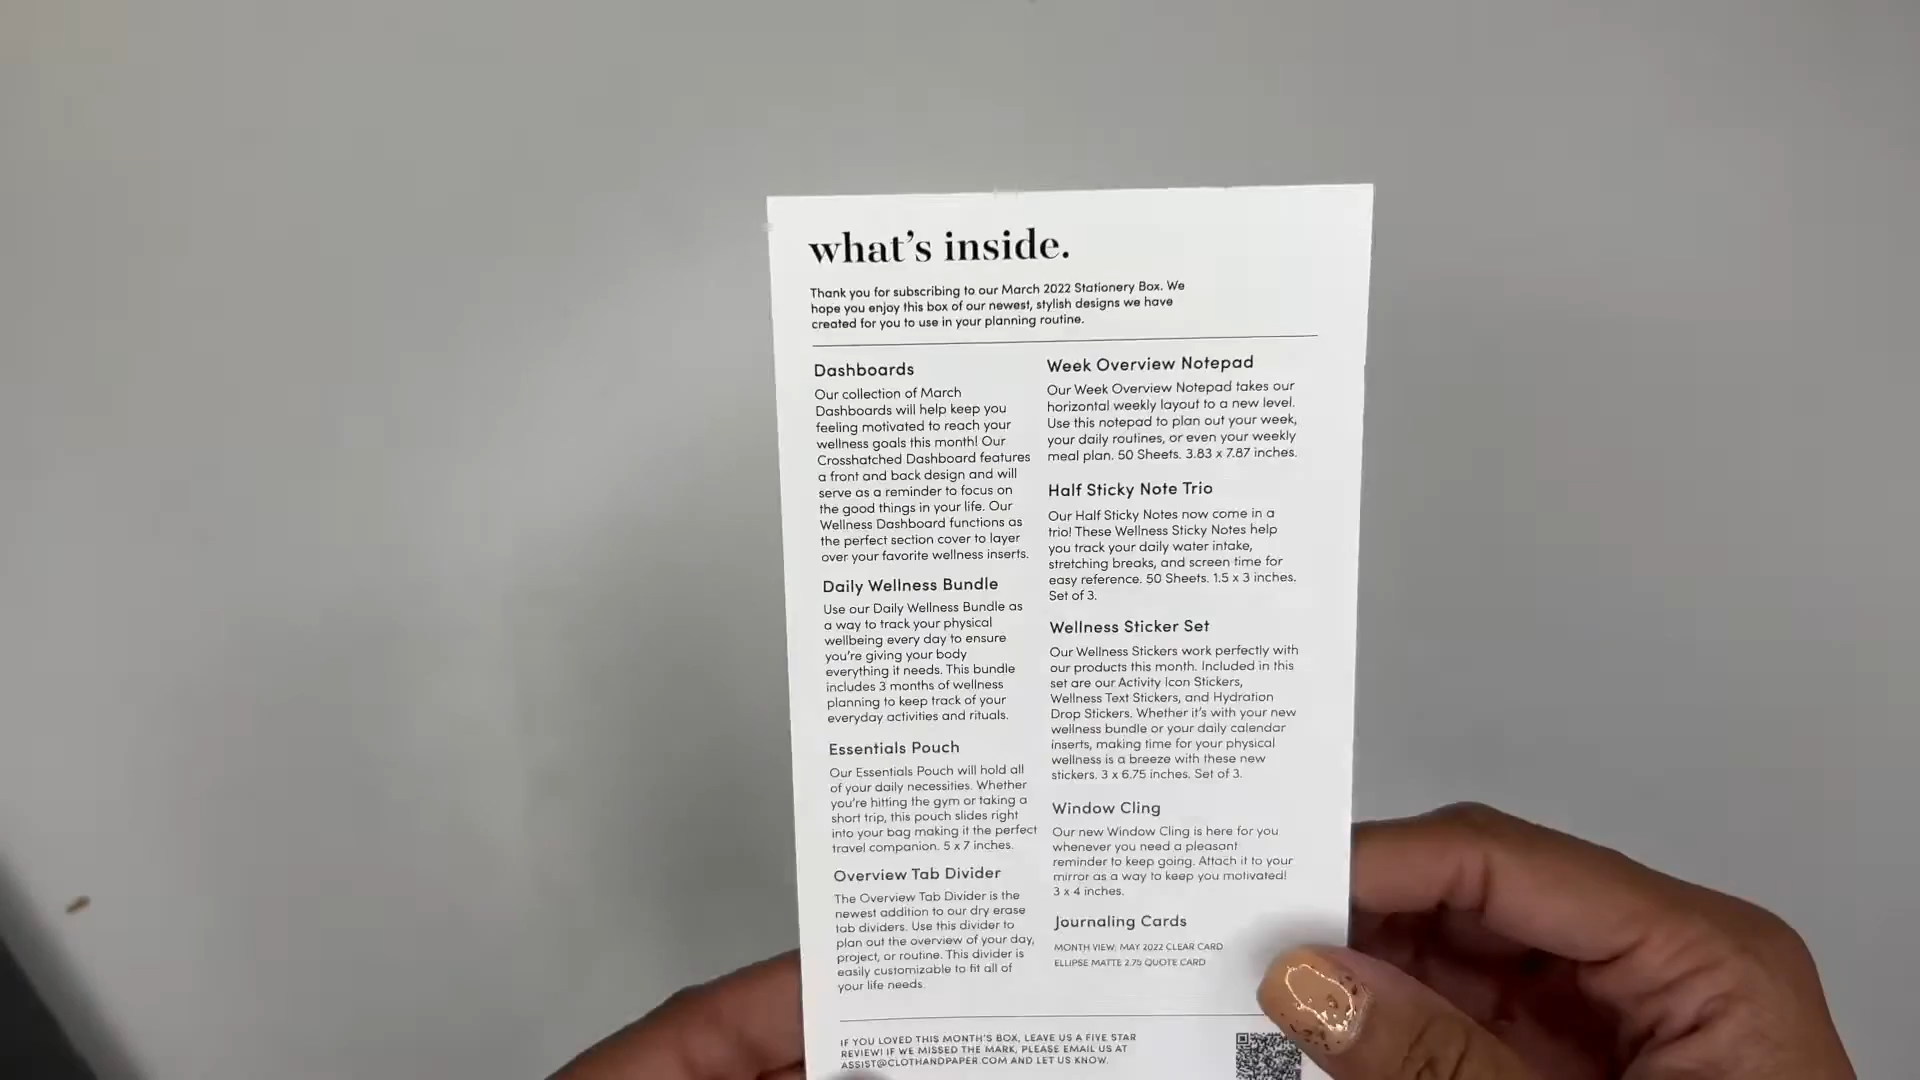 what's inside.
Thank you for subscribing to our March 2022 Stationery Box. We
hope you enjoy this box of our newest, stylish designs we have
created for you to use in your planning routine.
Dashboards
Our collection of March
Dashboards will help keep you
feeling motivated to reach your
wellness goals this month! Our
Crosshatched Dashboard features
a front and back design and will
serve as a reminder to focus on
the good things in your life. Our
Wellness Dashboard functions as
the perfect section cover to layer
over your favorite wellness inserts.
Daily Wellness Bundle
Use our Daily Wellness Bundle as
a way to track your physical
wellbeing every day to ensure
you're giving your body
everything it needs. This bundle
includes 3 months of wellness
planning to keep track of your
everyday activities and rituals.
Essentials Pouch
Our Essentials Pouch will hold all
of your daily necessities. Whether
you're hitting the gym or taking a
short trip, this pouch slides right
into your bag making it the perfect
travel companion. 5 x 7 inches.
Overview Tab Divider
The Overview Tab Divider is the
newest addition to our dry erase
tab dividers. Use this divider to
plan out the overview of your day,
project, or routine. This divider is
easily customizable to fit all of
your life needs.
Week Overview Notepad
Our Week Overview Notepad takes our
horizontal weekly layout to a new level.
Use this notepad to plan out your week,
your daily routines, or even your weekly
meal plan. 50 Sheets. 3.83 x 7.87 inches.
Half Sticky Note Trio
Our Half Sticky Notes now come in a
trio! These Wellness Sticky Notes help
you track your daily water intake,
stretching breaks, and screen time for
easy reference. 50 Sheets. 1.5 x 3 inches.
Set of 3.
Wellness Sticker Set
Our Wellness Stickers work perfectly with
our products this month. Included in this
set are our Activity Icon Stickers,
Wellness Text Stickers, and Hydration
Drop Stickers. Whether it's with your new
wellness bundle or your daily calendar
inserts, making time for your physical
wellness is a breeze with these new
stickers. 3 x 6.75 inches. Set of 3.
Window Cling
Our new Window Cling is here for you
whenever you need a pleasant
reminder to keep going. Attach it to your
mirror as a way to keep you motivated!
3 x 4 inches.
Journaling Cards
MONTH VIEW: MAY 2022 CLEAR CARD
ELLIPSE MATTE 2.75 QUOTE CARD
IF YOU LOVED THIS MONTH'S BOX, LEAVE US A FIVE STAR
REVIEW! IF WE MISSED THE MARK, PLEASE EMAIL US AT
ASSIST@CLOTHANDPAPER.COM AND LET US KNOW.